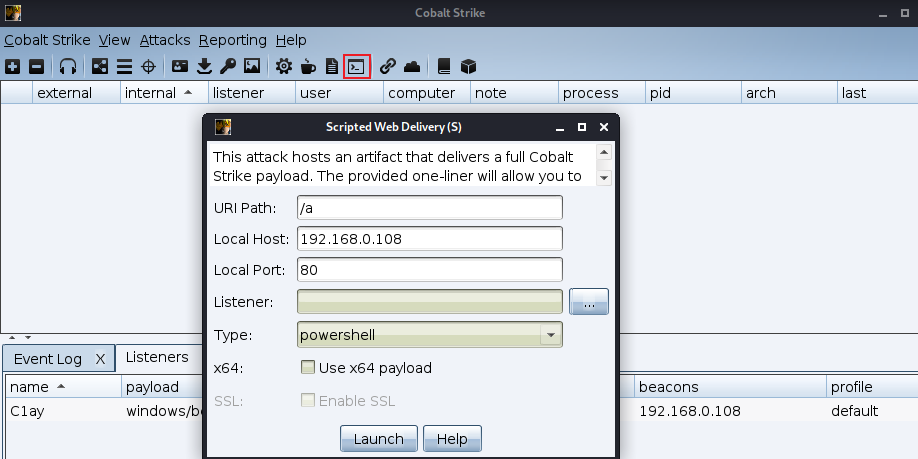 Cobalt Strike
Cobalt Strike View Attacks Reporting Help
external internal listener user computer note process pid arch last
Scripted Web Delivery (S)
This attack hosts an artifact that delivers a full Cobalt
Strike payload. The provided one-liner will allow you to
URI Path: /a
Local Host: 192.168.0.108
Local Port: 80
Listener: ...
Type: powershell
x64: Use x64 payload
SSL: Enable SSL
Launch Help
Event Log X Listeners
name payload beacons profile
C1ay 192.168.0.108 default